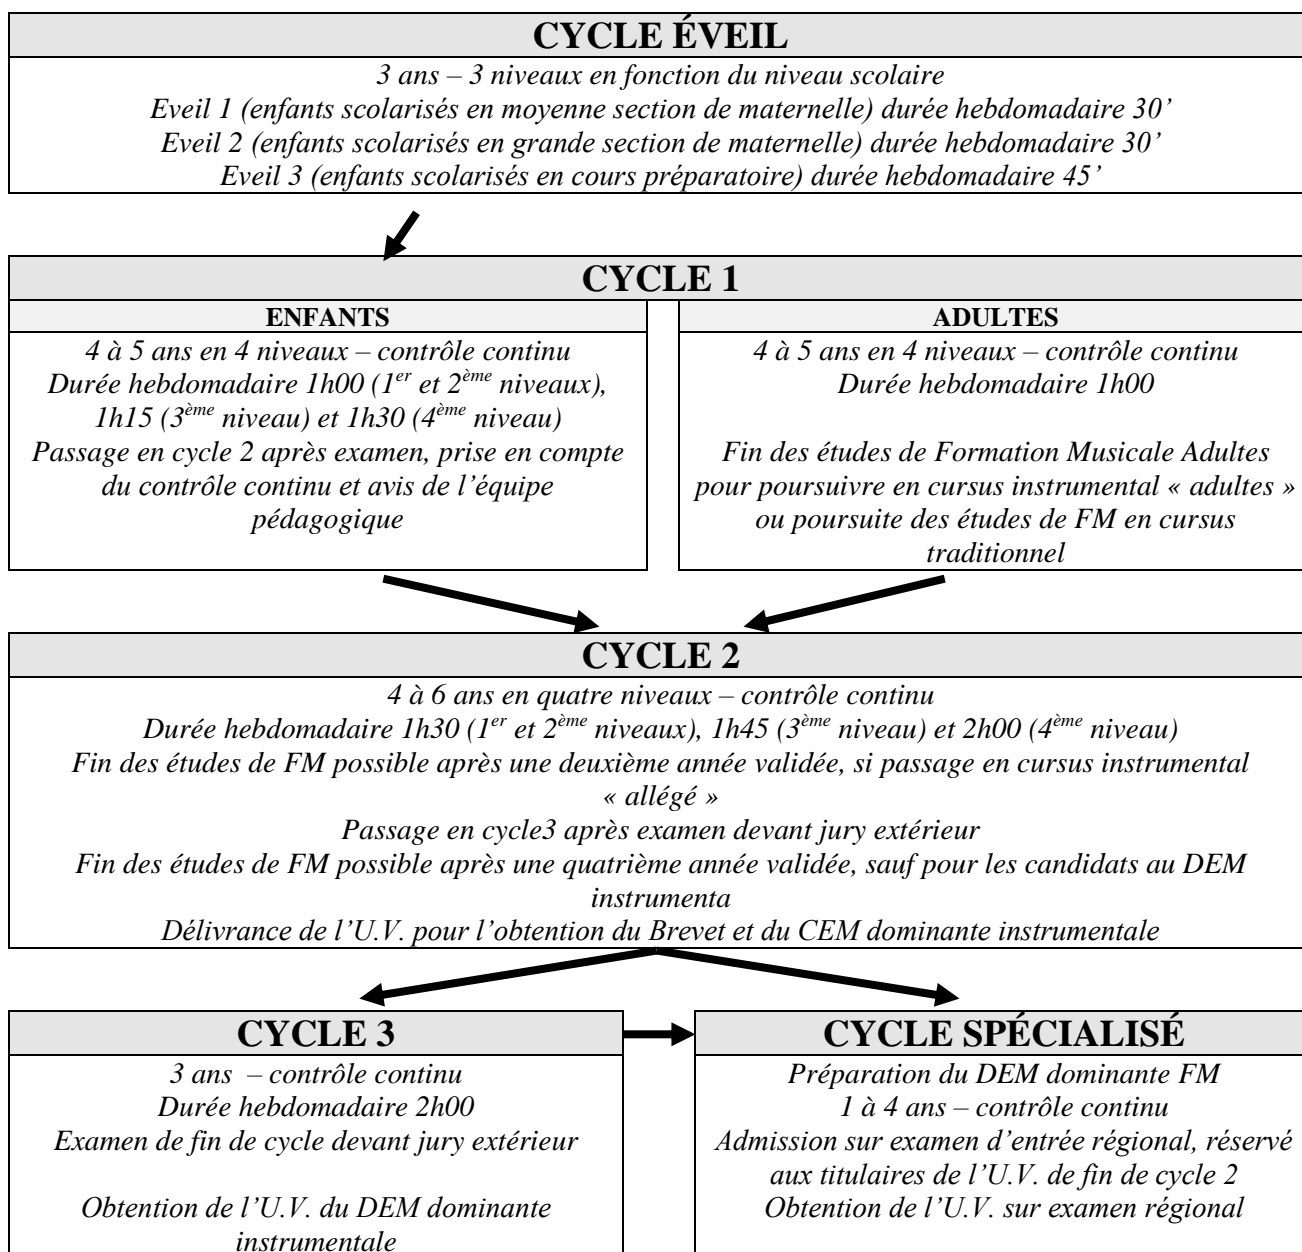 CYCLE ÉVEIL
3 ans – 3 niveaux en fonction du niveau scolaire
Eveil 1 (enfants scolarisés en moyenne section de maternelle) durée hebdomadaire 30’
Eveil 2 (enfants scolarisés en grande section de maternelle) durée hebdomadaire 30’
Eveil 3 (enfants scolarisés en cours préparatoire) durée hebdomadaire 45’
CYCLE 1
ENFANTS
4 à 5 ans en 4 niveaux – contrôle continu
Durée hebdomadaire 1h00 (1er et 2ème niveaux),
1h15 (3ème niveau) et 1h30 (4ème niveau)
Passage en cycle 2 après examen, prise en compte
du contrôle continu et avis de l’équipe
pédagogique
ADULTES
4 à 5 ans en 4 niveaux – contrôle continu
Durée hebdomadaire 1h00
Fin des études de Formation Musicale Adultes
pour poursuivre en cursus instrumental « adultes »
ou poursuite des études de FM en cursus
traditionnel
CYCLE 2
4 à 6 ans en quatre niveaux – contrôle continu
Durée hebdomadaire 1h30 (1er et 2ème niveaux), 1h45 (3ème niveau) et 2h00 (4ème niveau)
Fin des études de FM possible après une deuxième année validée, si passage en cursus instrumental
« allégé »
Passage en cycle3 après examen devant jury extérieur
Fin des études de FM possible après une quatrième année validée, sauf pour les candidats au DEM
instrumenta
Délivrance de l’U.V. pour l’obtention du Brevet et du CEM dominante instrumentale
CYCLE 3
3 ans – contrôle continu
Durée hebdomadaire 2h00
Examen de fin de cycle devant jury extérieur
Obtention de l’U.V. du DEM dominante
instrumentale
CYCLE SPÉCIALISÉ
Préparation du DEM dominante FM
1 à 4 ans – contrôle continu
Admission sur examen d’entrée régional, réservé
aux titulaires de l’U.V. de fin de cycle 2
Obtention de l’U.V. sur examen régional